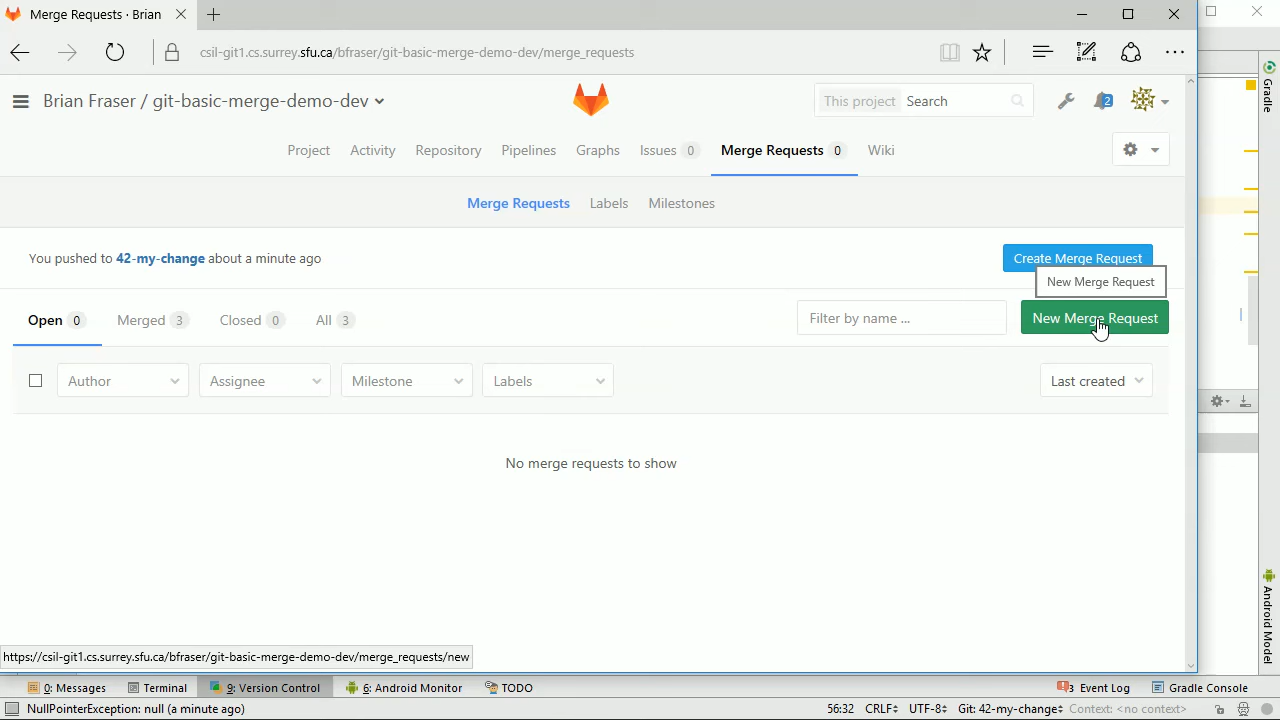 Merge Requests · Brian
csil-git1.cs.surrey.sfu.ca/bfraser/git-basic-merge-demo-dev/merge_requests
Brian Fraser / git-basic-merge-demo-dev
This project Search
2
Project Activity Repository Pipelines Graphs Issues 0 Merge Requests 0 Wiki
Merge Requests Labels Milestones
You pushed to 42-my-change about a minute ago
Create Merge Request
New Merge Request
Open 0 Merged 3 Closed 0 All 3
Filter by name ...
New Merge Request
Author Assignee Milestone Labels Last created
No merge requests to show
https://csil-git1.cs.surrey.sfu.ca/bfraser/git-basic-merge-demo-dev/merge_requests/new
Gradle
Android Model
0: Messages Terminal 9: Version Control 6: Android Monitor TODO 3 Event Log Gradle Console
NullPointerException: null (a minute ago) 56:32 CRLF UTF-8 Git: 42-my-change Context: <no context>